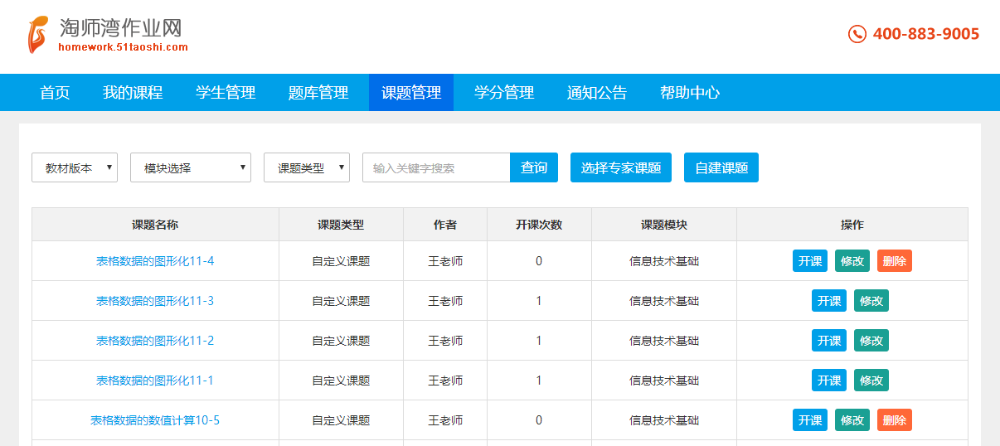 淘师湾作业网
homework.51taoshi.com
400-883-9005
首页 我的课程 学生管理 题库管理 课题管理 学分管理 通知公告 帮助中心
教材版本 模块选择 课题类型 输入关键字搜索 查询 选择专家课题 自建课题
课题名称 课题类型 作者 开课次数 课题模块 操作
表格数据的图形化11-4 自定义课题 王老师 0 信息技术基础 开课 修改 删除
表格数据的图形化11-3 自定义课题 王老师 1 信息技术基础 开课 修改
表格数据的图形化11-2 自定义课题 王老师 1 信息技术基础 开课 修改
表格数据的图形化11-1 自定义课题 王老师 1 信息技术基础 开课 修改
表格数据的数值计算10-5 自定义课题 王老师 0 信息技术基础 开课 修改 删除